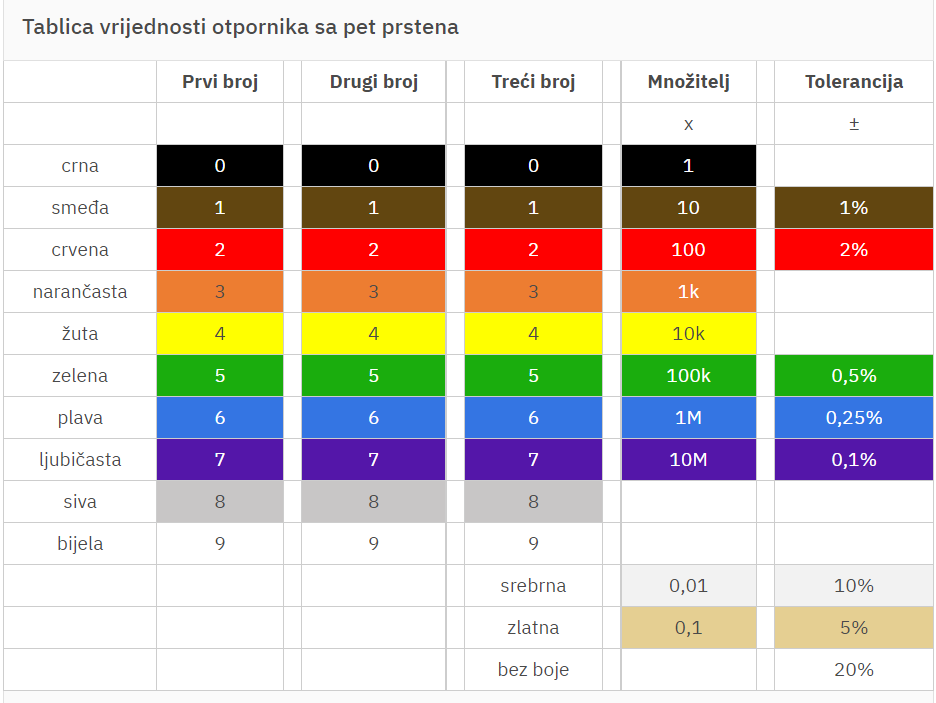 Tablica vrijednosti otpornika sa pet prstena
Prvi broj Drugi broj Treći broj Množitelj Tolerancija
x ±
crna 0 0 0 1
smeđa 1 1 1 10 1%
crvena 2 2 2 100 2%
narančasta 3 3 3 1k
žuta 4 4 4 10k
zelena 5 5 5 100k 0,5%
plava 6 6 6 1M 0,25%
ljubičasta 7 7 7 10M 0,1%
siva 8 8 8
bijela 9 9 9
srebrna 0,01 10%
zlatna 0,1 5%
bez boje 20%